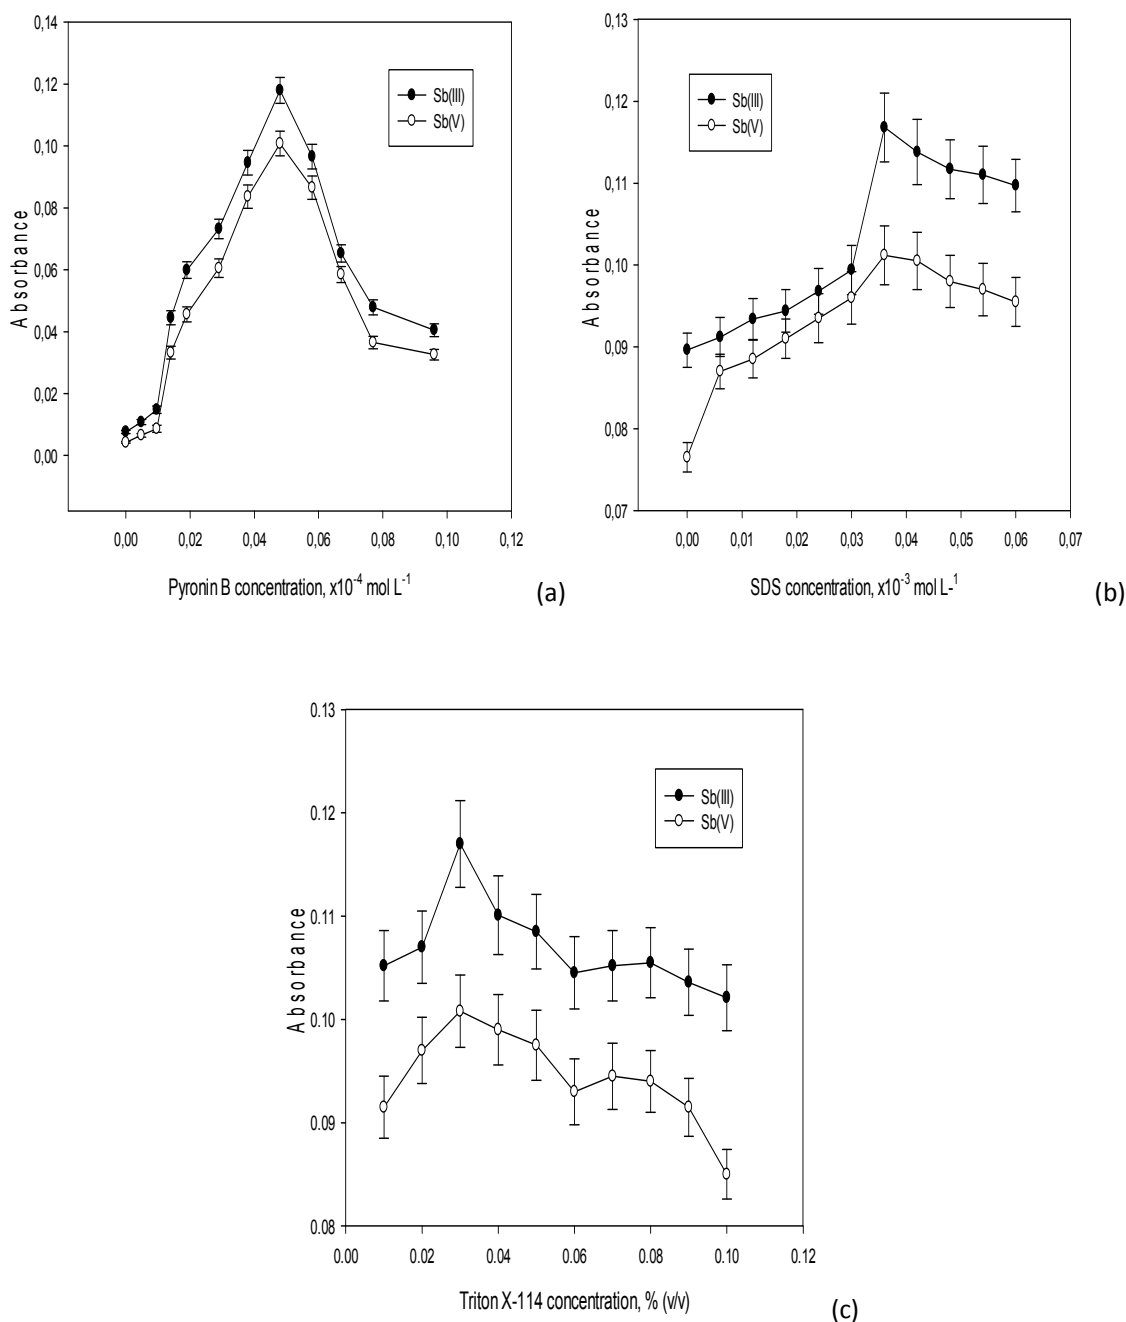 0,14
0,12
0,10
0,08
0,06
0,04
0,02
0,00
Absorbance
Sb(III)
Sb(V)
0,00 0,02 0,04 0,06 0,08 0,10 0,12
Pyronin B concentration, x10⁻⁴ mol L⁻¹
(a)
0,13
0,12
0,11
0,10
0,09
0,08
0,07
Absorbance
Sb(III)
Sb(V)
0,00 0,01 0,02 0,03 0,04 0,05 0,06 0,07
SDS concentration, x10⁻³ mol L-¹
(b)
0.13
0.12
0.11
0.10
0.09
0.08
Absorbance
Sb(III)
Sb(V)
0.00 0.02 0.04 0.06 0.08 0.10 0.12
Triton X-114 concentration, % (v/v)
(c)